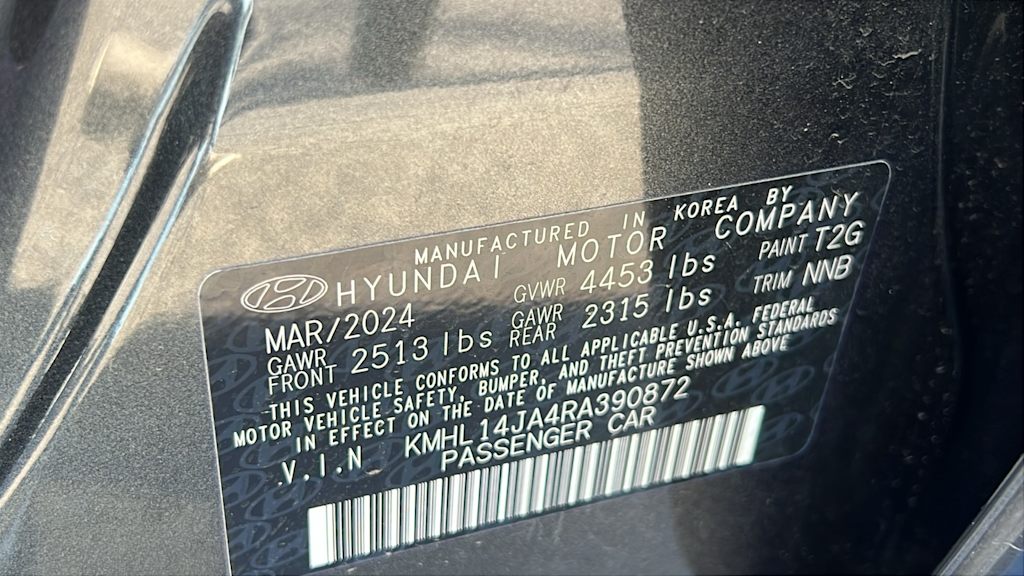 MANUFACTURED IN KOREA BY
HYUNDAI MOTOR COMPANY
MAR/2024 GVWR 4453 lbs PAINT T2G
GAWR FRONT 2513 lbs GAWR REAR 2315 lbs TRIM NNB
THIS VEHICLE CONFORMS TO ALL APPLICABLE U.S.A. FEDERAL
MOTOR VEHICLE SAFETY, BUMPER, AND THEFT PREVENTION STANDARDS
IN EFFECT ON THE DATE OF MANUFACTURE SHOWN ABOVE
V.I.N KMHL14JA4RA390872
PASSENGER CAR